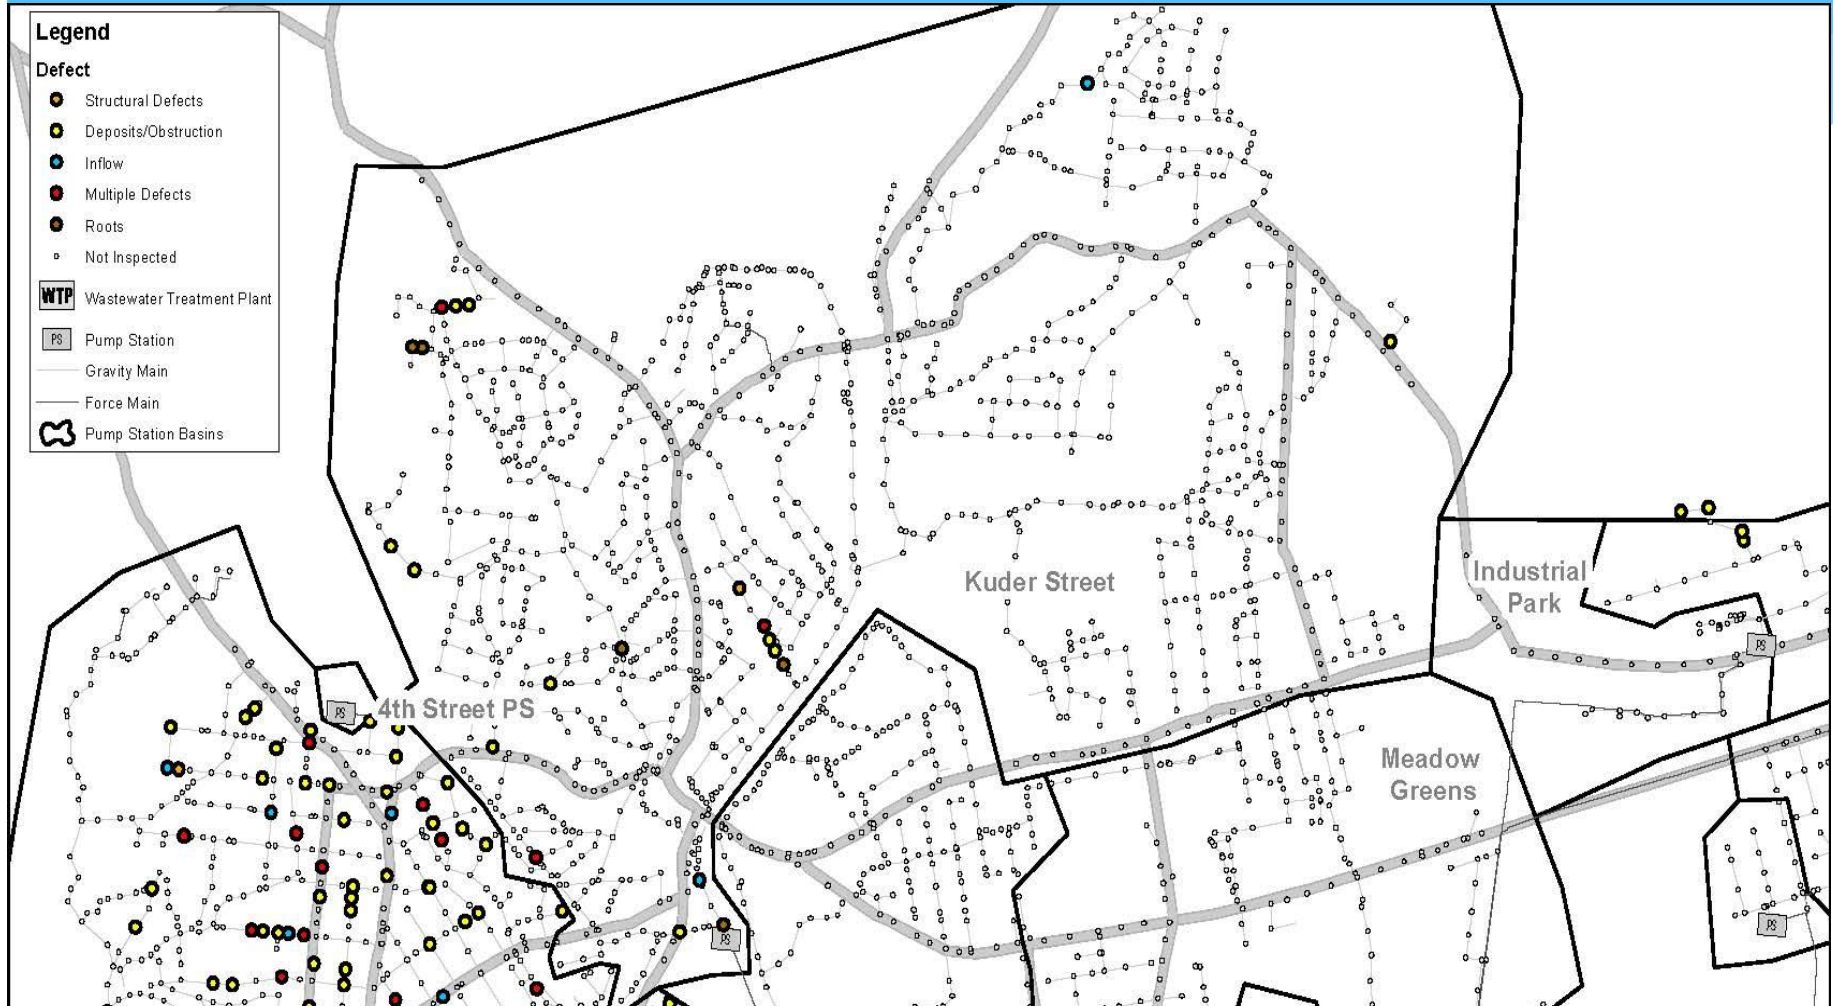 Legend
Defect
Structural Defects
Deposits/Obstruction
Inflow
Multiple Defects
Roots
Not Inspected
WTP Wastewater Treatment Plant
PS Pump Station
Gravity Main
Force Main
Pump Station Basins
Kuder Street
Industrial
Park
PS
PS
4th Street PS
Meadow
Greens
PS
PS